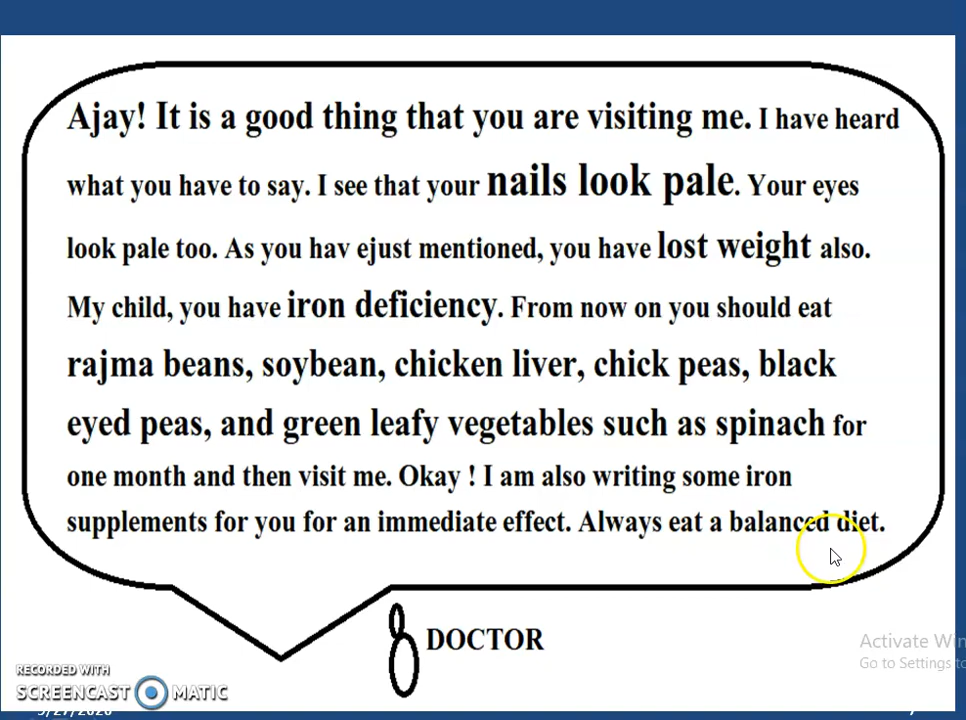 Ajay! It is a good thing that you are visiting me. I have heard
what you have to say. I see that your nails look pale. Your eyes
look pale too. As you hav ejust mentioned, you have lost weight also.
My child, you have iron deficiency. From now on you should eat
rajma beans, soybean, chicken liver, chick peas, black
eyed peas, and green leafy vegetables such as spinach for
one month and then visit me. Okay ! I am also writing some iron
supplements for you for an immediate effect. Always eat a balanced diet.
DOCTOR
Activate Win
Go to Settings to
RECORDED WITH
SCREENCAST MATIC